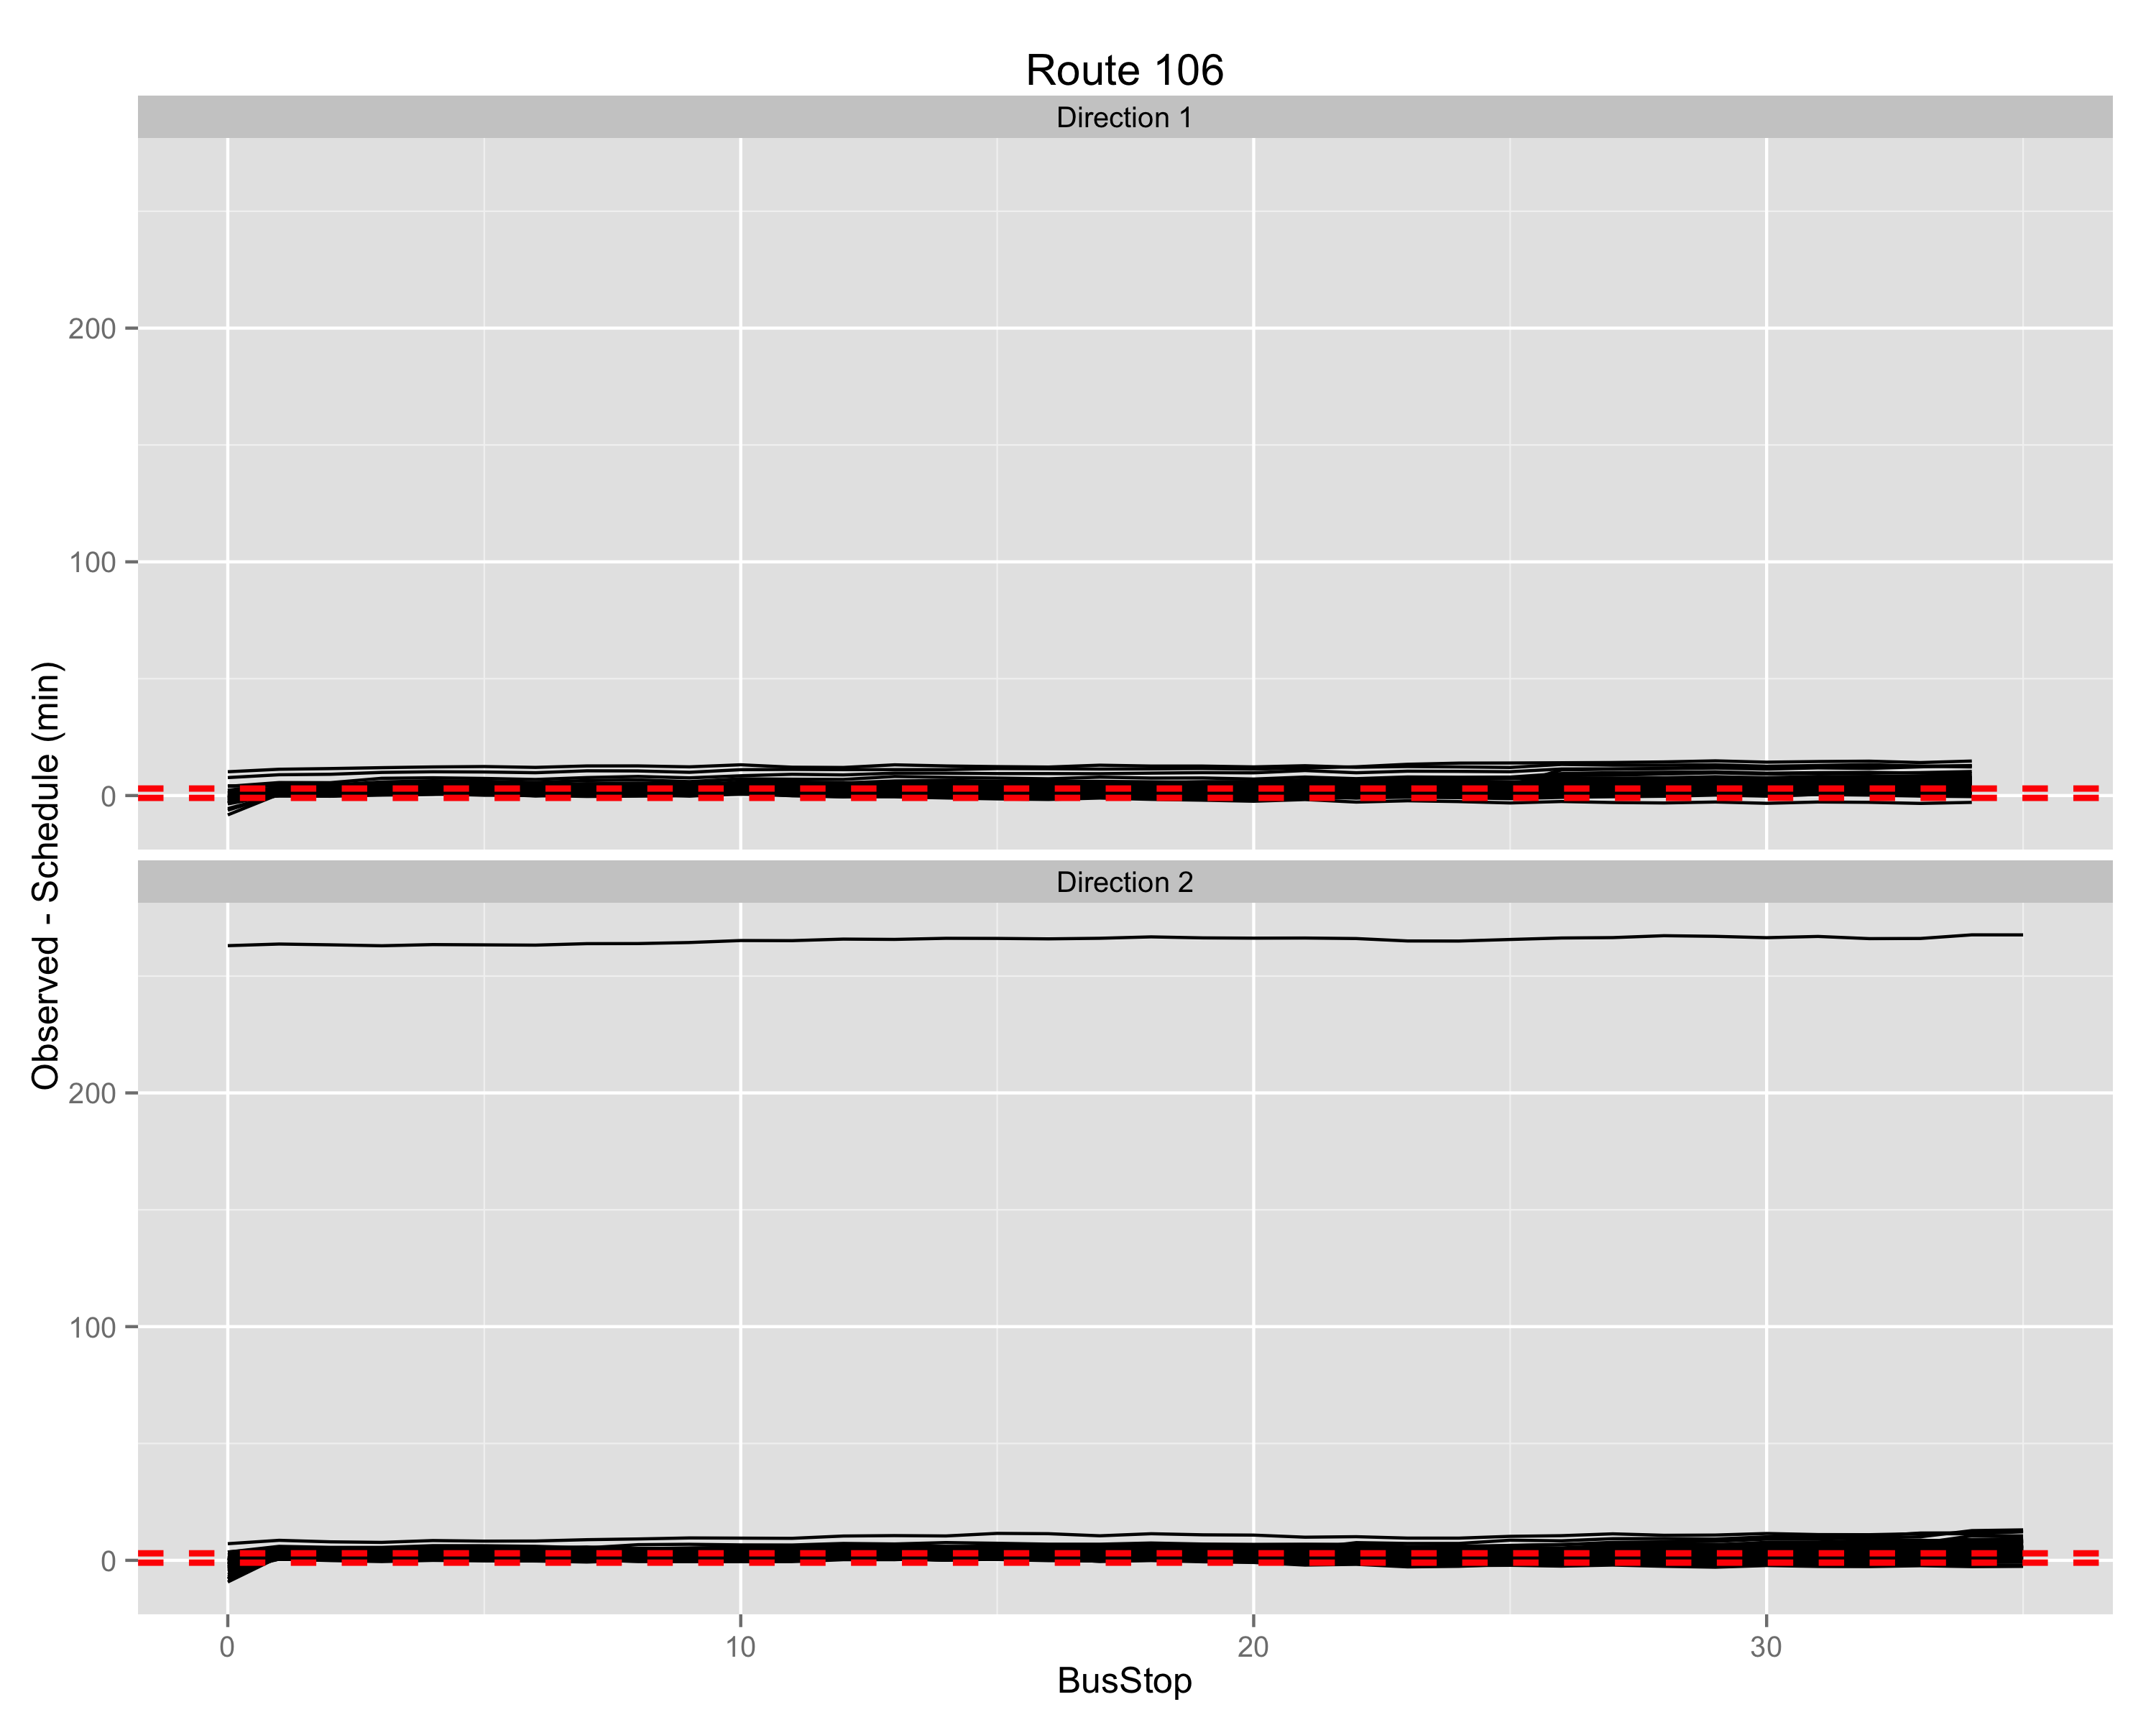 Route 106
Direction 1
200
100
0
Observed - Schedule (min)
Direction 2
200
100
0
0 10 20 30
BusStop